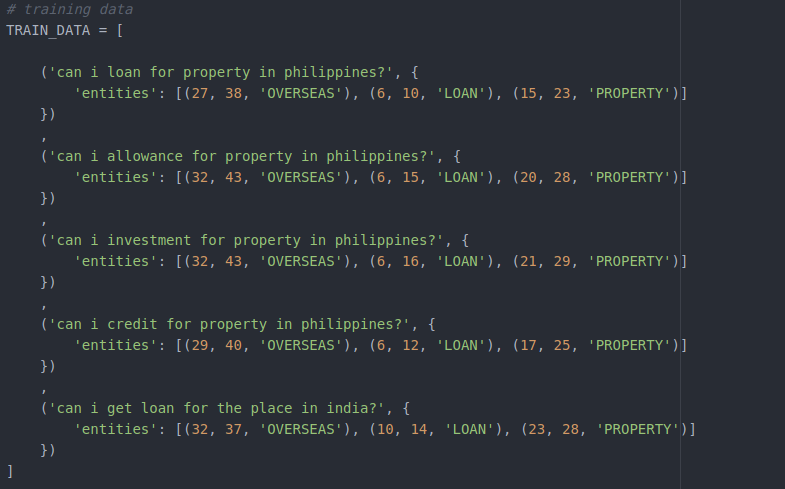 # training data
TRAIN_DATA = [
('can i loan for property in philippines?', {
'entities': [(27, 38, 'OVERSEAS'), (6, 10, 'LOAN'), (15, 23, 'PROPERTY')]
})
,
('can i allowance for property in philippines?', {
'entities': [(32, 43, 'OVERSEAS'), (6, 15, 'LOAN'), (20, 28, 'PROPERTY')]
})
,
('can i investment for property in philippines?', {
'entities': [(32, 43, 'OVERSEAS'), (6, 16, 'LOAN'), (21, 29, 'PROPERTY')]
})
,
('can i credit for property in philippines?', {
'entities': [(29, 40, 'OVERSEAS'), (6, 12, 'LOAN'), (17, 25, 'PROPERTY')]
})
,
('can i get loan for the place in india?', {
'entities': [(32, 37, 'OVERSEAS'), (10, 14, 'LOAN'), (23, 28, 'PROPERTY')]
})
]